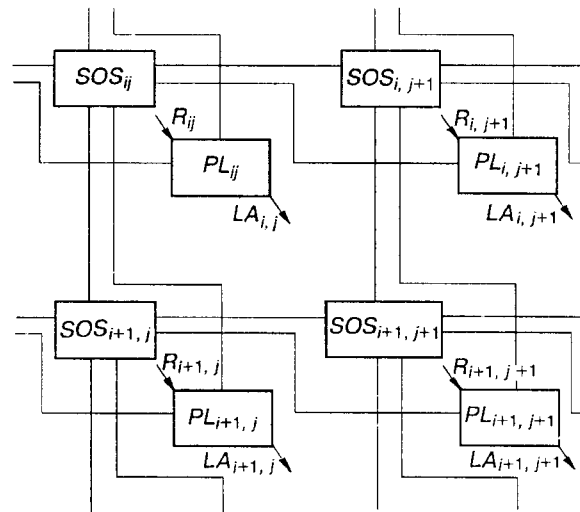 SOS_ij
SOS_i, j+1
R_ij
R_i, j+1
PL_ij
PL_i, j+1
LA_i, j
LA_i, j+1
SOS_i+1, j
SOS_i+1, j+1
R_i+1, j
R_i+1, j+1
PL_i+1, j
PL_i+1, j+1
LA_i+1, j
LA_i+1, j+1